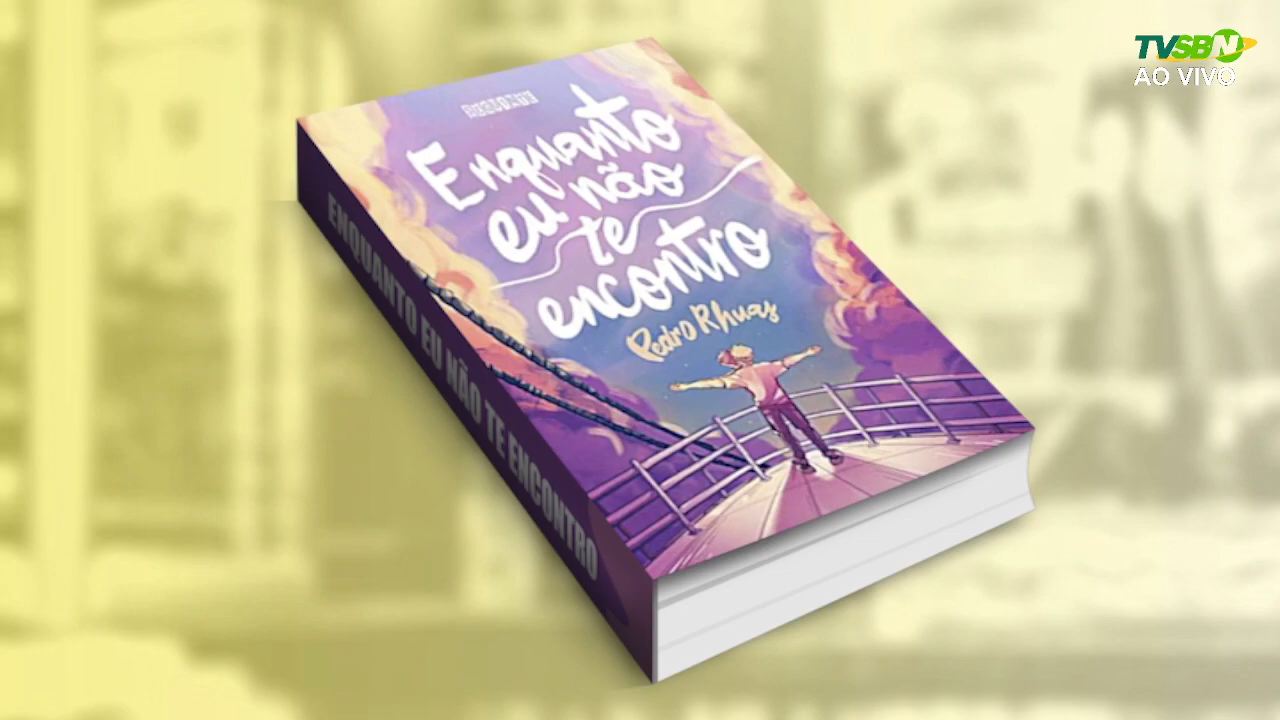 TVSBN
AO VIVO
Enquanto
eu não
te
encontro
Pedro Rhuas
ENQUANTO EU NÃO TE ENCONTRO